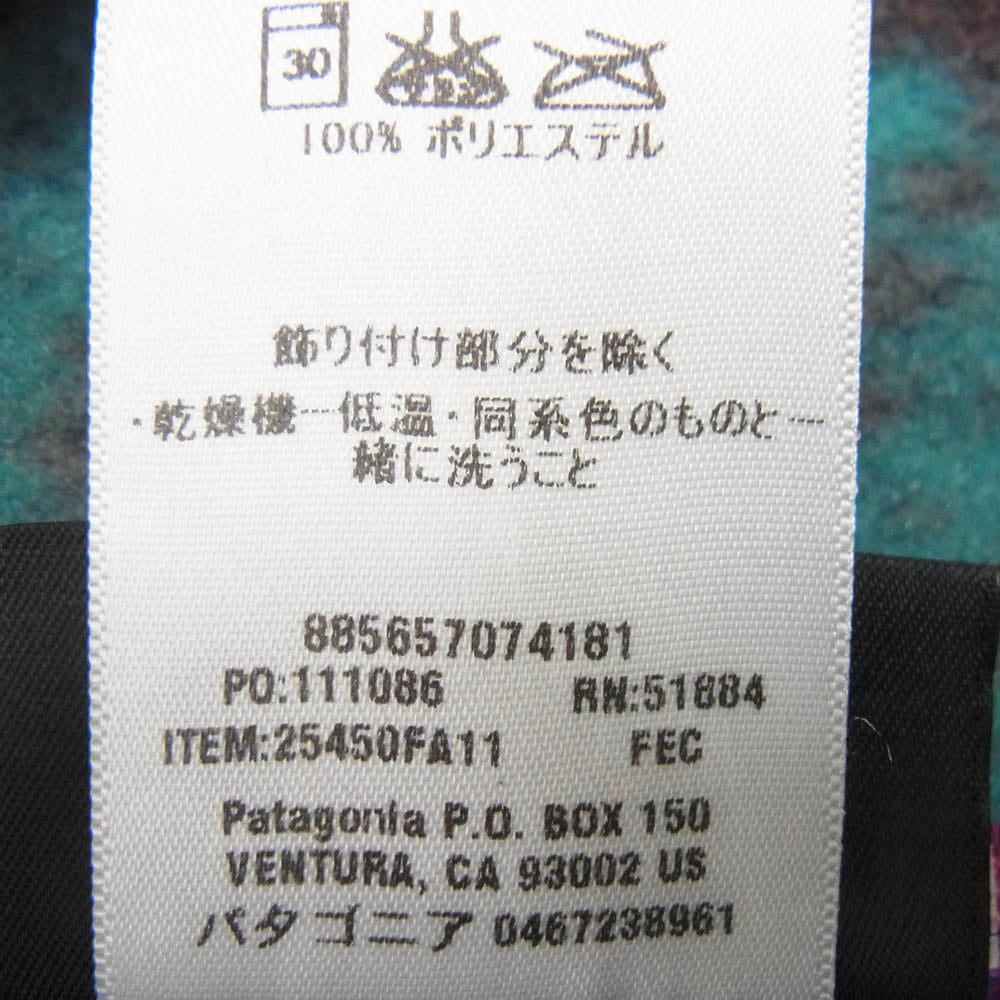 30
100% ポリエステル
飾り付け部分を除く
・乾燥機一低温・同系色のものと一
緒に洗うこと
885657074181
PO:111086 RN:51884
ITEM:25450FA11 FEC
Patagonia P.O. BOX 150
VENTURA, CA 93002 US
パタゴニア 0467238961